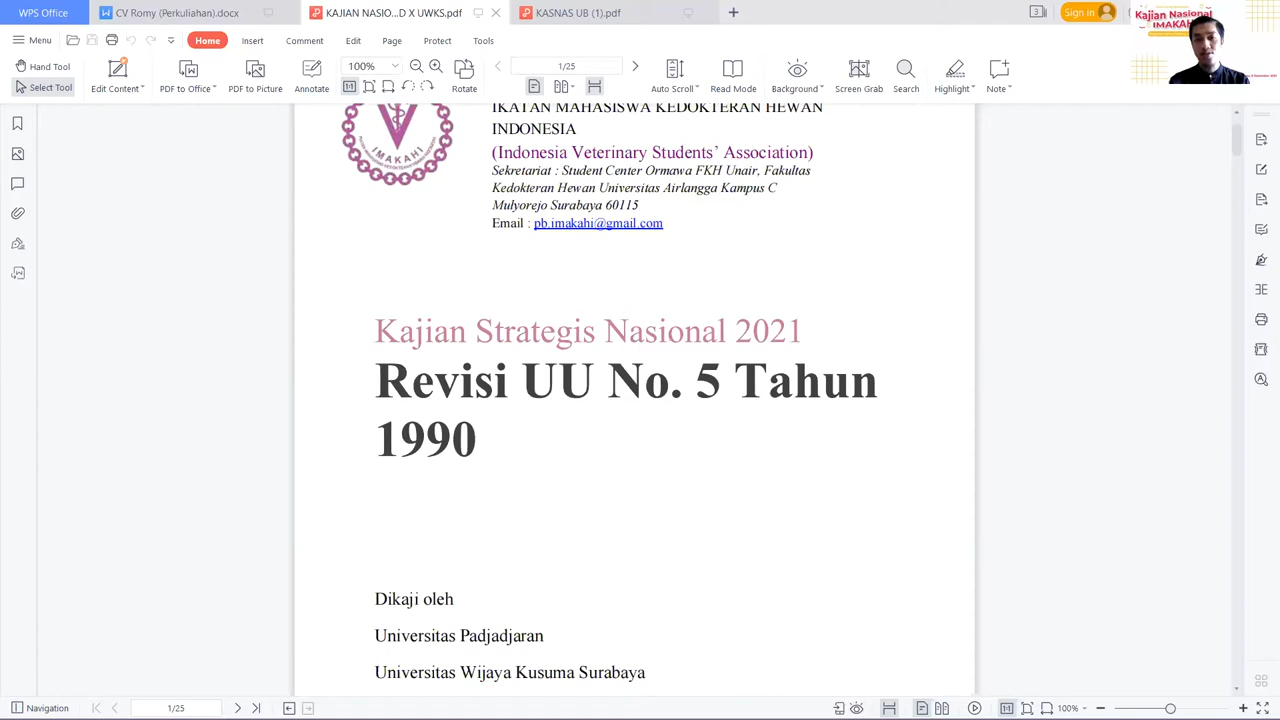 WPS Office
CV Romy (Perkuliahan).docx
KAJIAN NASIO...D X UWKS.pdf
KASNAS UB (1).pdf
Sign in
Kajian Nasional
IMAKAHI
Menu
Home
Insert
Comment
Edit
Page
Protect
Tools
Hand Tool
Select Tool
Edit Content
PDF to Office
PDF to Picture
Annotate
100%
Rotate
1/25
Auto Scroll
Read Mode
Background
Screen Grab
Search
Highlight
Note
IKATAN MAHASISWA KEDOKTERAN HEWAN
INDONESIA
(Indonesia Veterinary Students’ Association)
Sekretariat : Student Center Ormawa FKH Unair, Fakultas
Kedokteran Hewan Universitas Airlangga Kampus C
Mulyorejo Surabaya 60115
Email : pb.imakahi@gmail.com
IMAKAHI
Kajian Strategis Nasional 2021
Revisi UU No. 5 Tahun
1990
Dikaji oleh
Universitas Padjadjaran
Universitas Wijaya Kusuma Surabaya
Navigation
1/25
100%